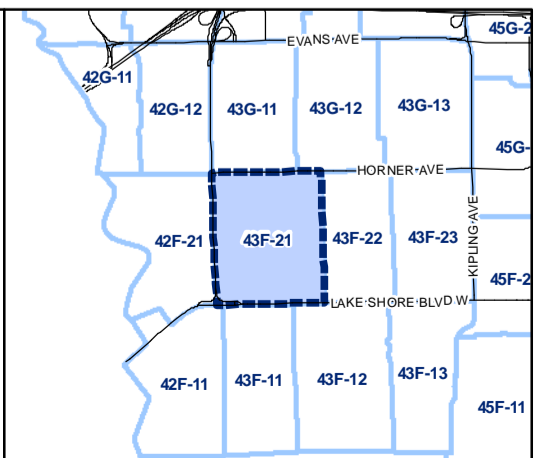 EVANS AVE
45G-2
42G-11
42G-12
43G-11
43G-12
43G-13
45G-
HORNER AVE
42F-21
43F-21
43F-22
43F-23
KIPLING AVE
45F-2
LAKE SHORE BLVD W
42F-11
43F-11
43F-12
43F-13
45F-11